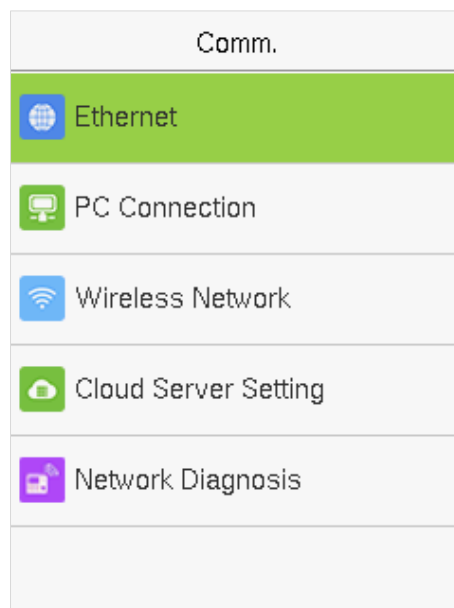 Comm.
Ethernet
PC Connection
Wireless Network
Cloud Server Setting
Network Diagnosis